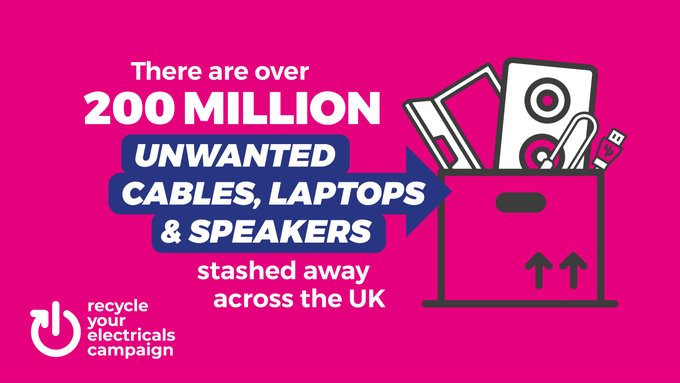 There are over
200 MILLION
UNWANTED
CABLES, LAPTOPS
& SPEAKERS
stashed away
across the UK
recycle
your
electricals
campaign